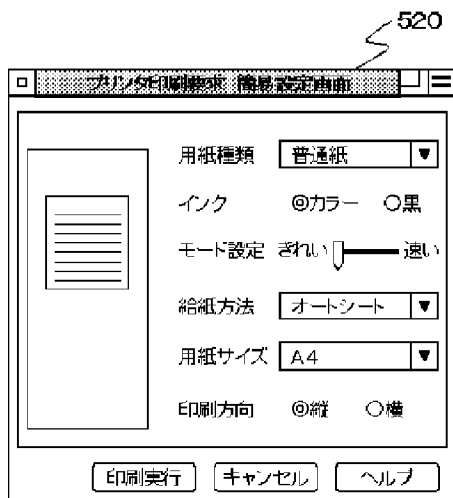 520
プリンタ印刷要求 簡易設定画面
用紙種類 普通紙 ▼
インク ◎カラー ○黒
モード設定 きれい 速い
給紙方法 オートシート ▼
用紙サイズ A4 ▼
印刷方向 ◎縦 ○横
印刷実行 キャンセル ヘルプ